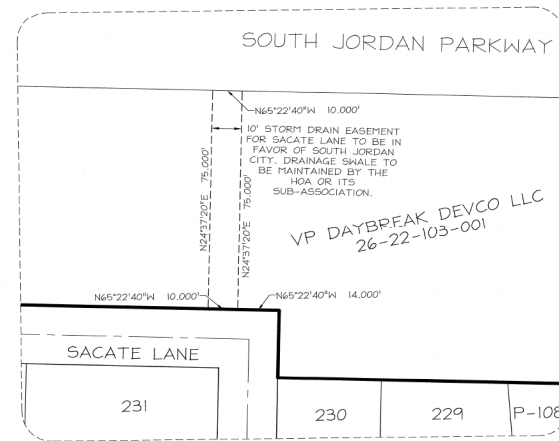 SOUTH JORDAN PARKWAY
N65°22'40"W 10.000'
10' STORM DRAIN EASEMENT
FOR SACATE LANE TO BE IN
FAVOR OF SOUTH JORDAN
CITY. DRAINAGE SWALE TO
BE MAINTAINED BY THE
HOA OR ITS
SUB-ASSOCIATION.
N24°37'20"E 75.000'
N24°37'20"E 75.000'
VP DAYBREAK DEVCO LLC
26-22-103-001
N65°22'40"W 10.000'
N65°22'40"W 14.000'
SACATE LANE
231
230
229
P-108